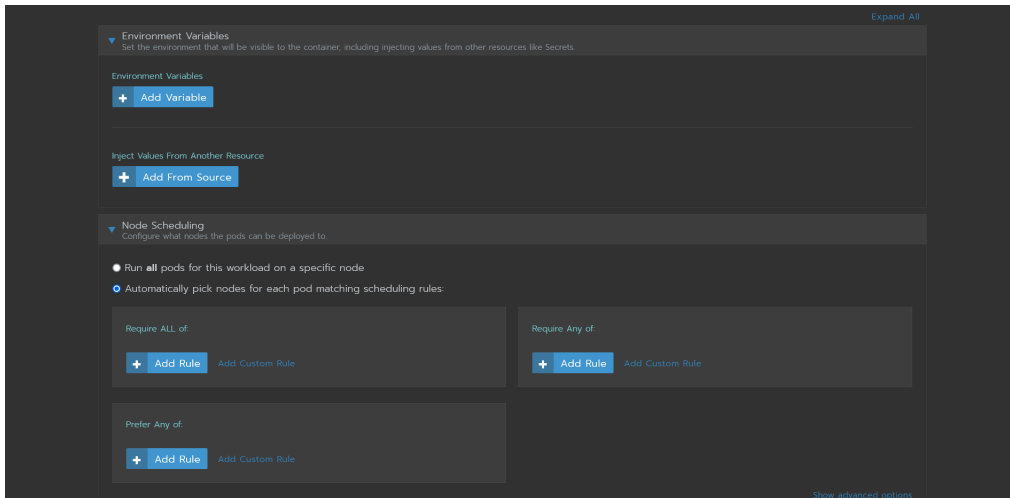 Expand All
Environment Variables
Set the environment that will be visible to the container, including injecting values from other resources like Secrets.
Environment Variables
+ Add Variable
Inject Values From Another Resource
+ Add From Source
Node Scheduling
Configure what nodes the pods can be deployed to.
Run all pods for this workload on a specific node
Automatically pick nodes for each pod matching scheduling rules:
Require ALL of:
+ Add Rule Add Custom Rule
Require Any of:
+ Add Rule Add Custom Rule
Prefer Any of:
+ Add Rule Add Custom Rule
Show advanced options